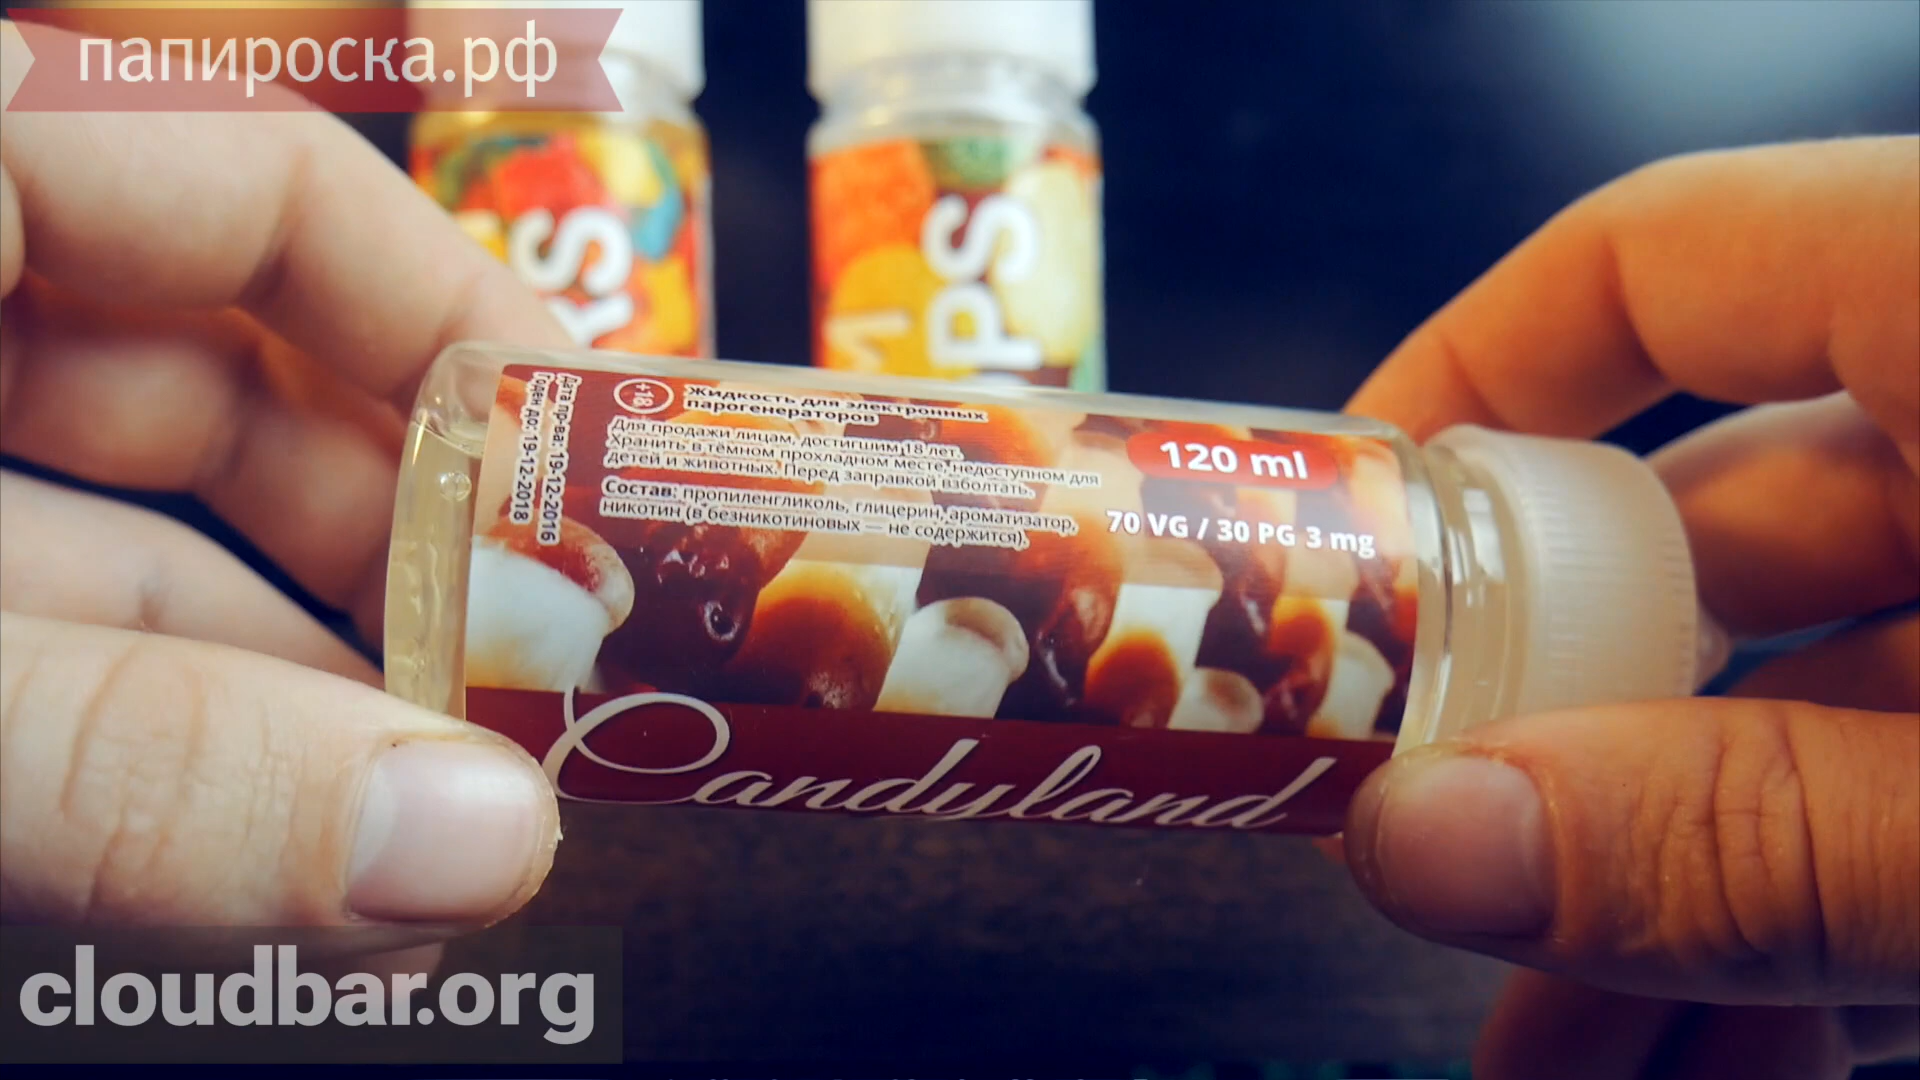 папироска.рф
RS
M
PS
+18
Жидкость для электронных
парогенераторов
Для продажи лицам, достигшим 18 лет.
Хранить в тёмном прохладном месте, недоступном для
детей и животных. Перед заправкой взболтать.
Состав: пропиленгликоль, глицерин, ароматизатор,
никотин (в безникотиновых — не содержится).
Дата пр-ва: 19-12-2016
Годен до: 19-12-2018
120 ml
70 VG / 30 PG 3 mg
Candyland
cloudbar.org